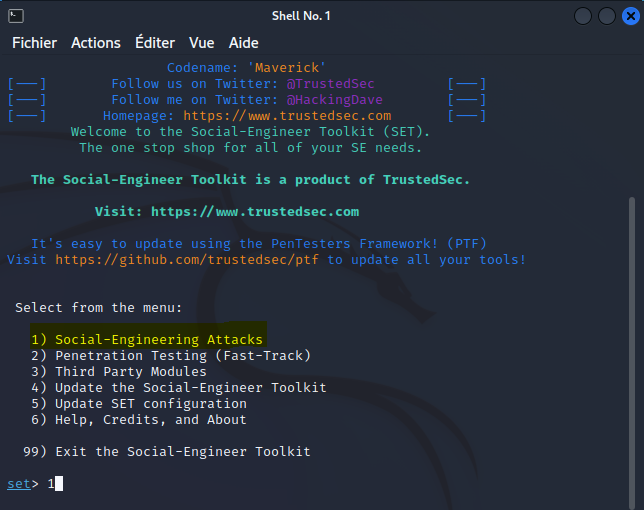 Shell No. 1
Fichier Actions Éditer Vue Aide
Codename: 'Maverick'
[---] Follow us on Twitter: @TrustedSec [---]
[---] Follow me on Twitter: @HackingDave [---]
[---] Homepage: https://www.trustedsec.com [---]
Welcome to the Social-Engineer Toolkit (SET).
The one stop shop for all of your SE needs.
The Social-Engineer Toolkit is a product of TrustedSec.
Visit: https://www.trustedsec.com
It's easy to update using the PenTesters Framework! (PTF)
Visit https://github.com/trustedsec/ptf to update all your tools!
Select from the menu:
1) Social-Engineering Attacks
2) Penetration Testing (Fast-Track)
3) Third Party Modules
4) Update the Social-Engineer Toolkit
5) Update SET configuration
6) Help, Credits, and About
99) Exit the Social-Engineer Toolkit
set> 1